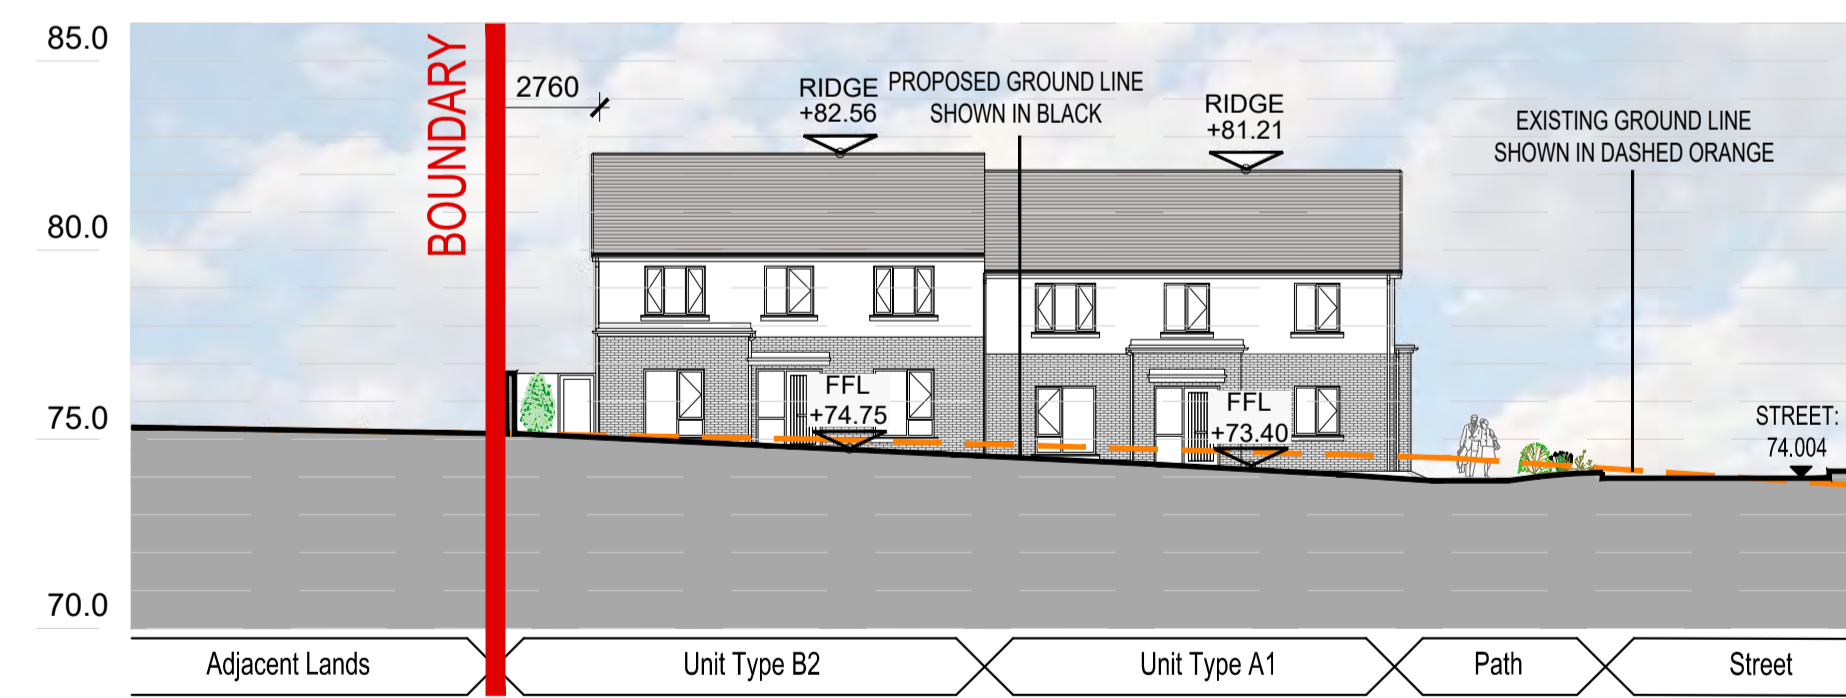 85.0
80.0
75.0
70.0
BOUNDARY
2760
RIDGE
+82.56
PROPOSED GROUND LINE
SHOWN IN BLACK
RIDGE
+81.21
EXISTING GROUND LINE
SHOWN IN DASHED ORANGE
FFL
+74.75
FFL
+73.40
STREET:
74.004
Adjacent Lands
Unit Type B2
Unit Type A1
Path
Street